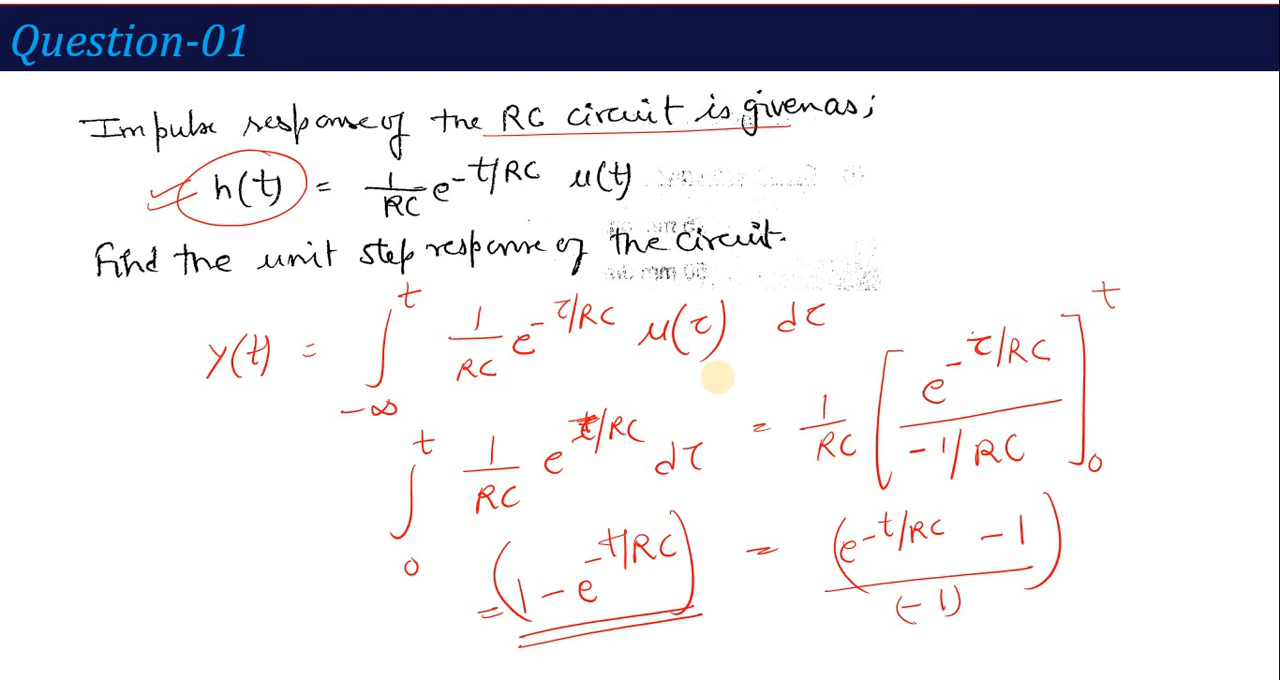 Question-01
Impulse response of the RC circuit is given as;
h(t) = 1/RC e^-t/RC u(t)
Find the unit step response of the circuit.
y(t) = ∫_-∞^t 1/RC e^-τ/RC u(τ) dτ
∫_0^t 1/RC e^τ/RC dτ = 1/RC [e^-τ/RC / -1/RC]_0^t
= (1 - e^-t/RC) = (e^-t/RC - 1)/(-1)